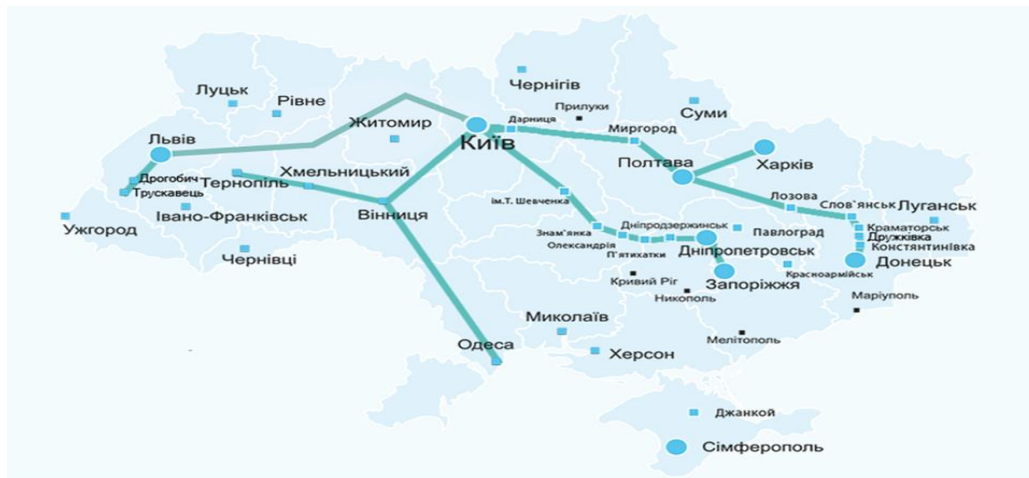 Чернігів
Луцьк
Рівне
Прилуки
Суми
Житомир
Дарниця
Миргород
Львів
Київ
Полтава
Харків
Дрогобич
Тернопіль
Хмельницький
Трускавець
Лозова
Слов`янськ
Луганськ
ім.Т. Шевченка
Івано-Франківськ
Вінниця
Ужгород
Знам`янка
Дніпродзержинськ
Павлоград
Краматорськ
Дружківка
Олександрія
Константинівка
Чернівці
П`ятихатки
Дніпропетровськ
Донецьк
Красноармійськ
Кривий Ріг
Запоріжжя
Никополь
Маріуполь
Миколаїв
Мелітополь
Одеса
Херсон
Джанкой
Сімферополь